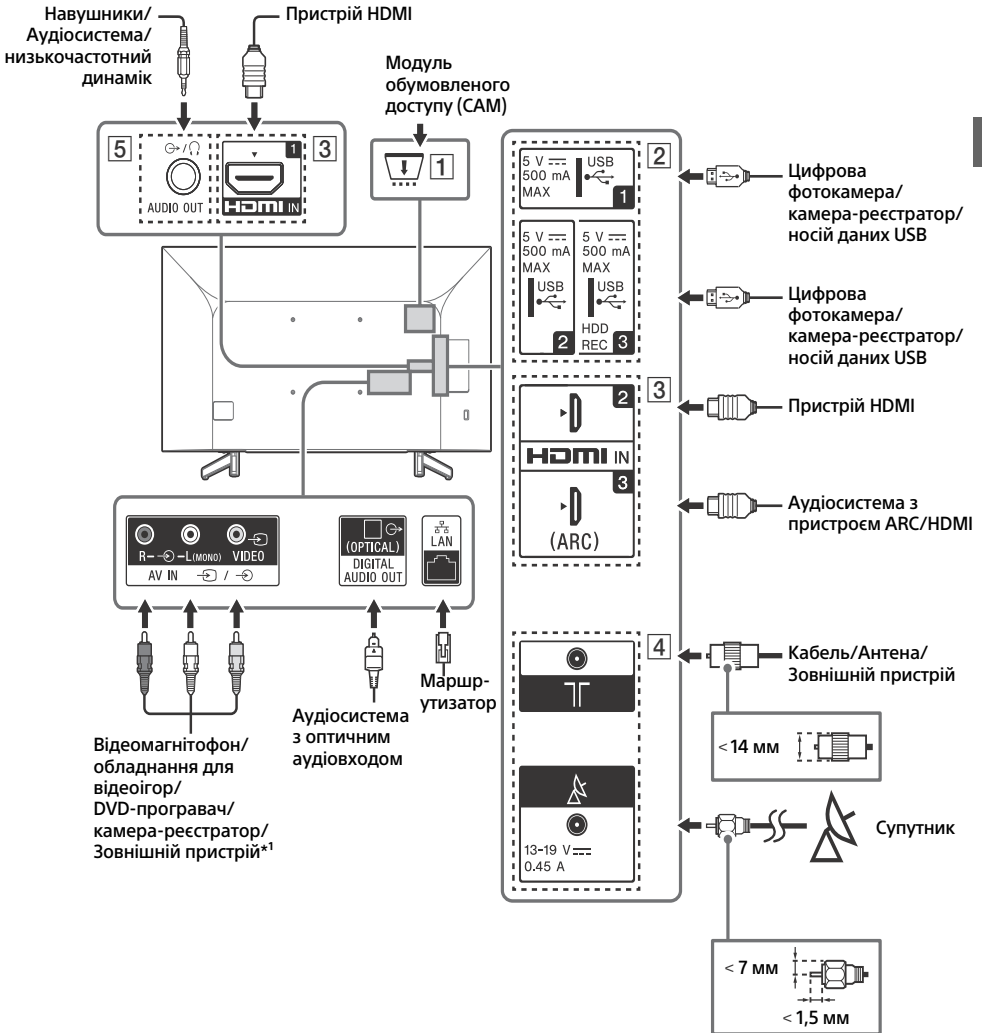 Навушники/
Аудіосистема/
низькочастотний
динамік
Пристрій HDMI
Модуль
обумовленого
доступу (CAM)
5
AUDIO OUT
1
HDMI IN
3
1
2
5 V
500 mA
MAX
USB
1
5 V
500 mA
MAX
USB
2
5 V
500 mA
MAX
USB
HDD
REC 3
Цифрова
фотокамера/
камера-реєстратор/
носій даних USB
Цифрова
фотокамера/
камера-реєстратор/
носій даних USB
3
2
HDMI IN
3
(ARC)
Пристрій HDMI
Аудіосистема з
пристроєм ARC/HDMI
R- -L(MONO) VIDEO
AV IN /
(OPTICAL)
DIGITAL
AUDIO OUT
LAN
Відеомагнітофон/
обладнання для
відеоігор/
DVD-програвач/
камера-реєстратор/
Зовнішній пристрій*1
Аудіосистема
з оптичним
аудіовходом
Маршр-
утизатор
4
Кабель/Антена/
Зовнішній пристрій
< 14 мм
13-19 V
0.45 A
Супутник
< 7 мм
< 1,5 мм